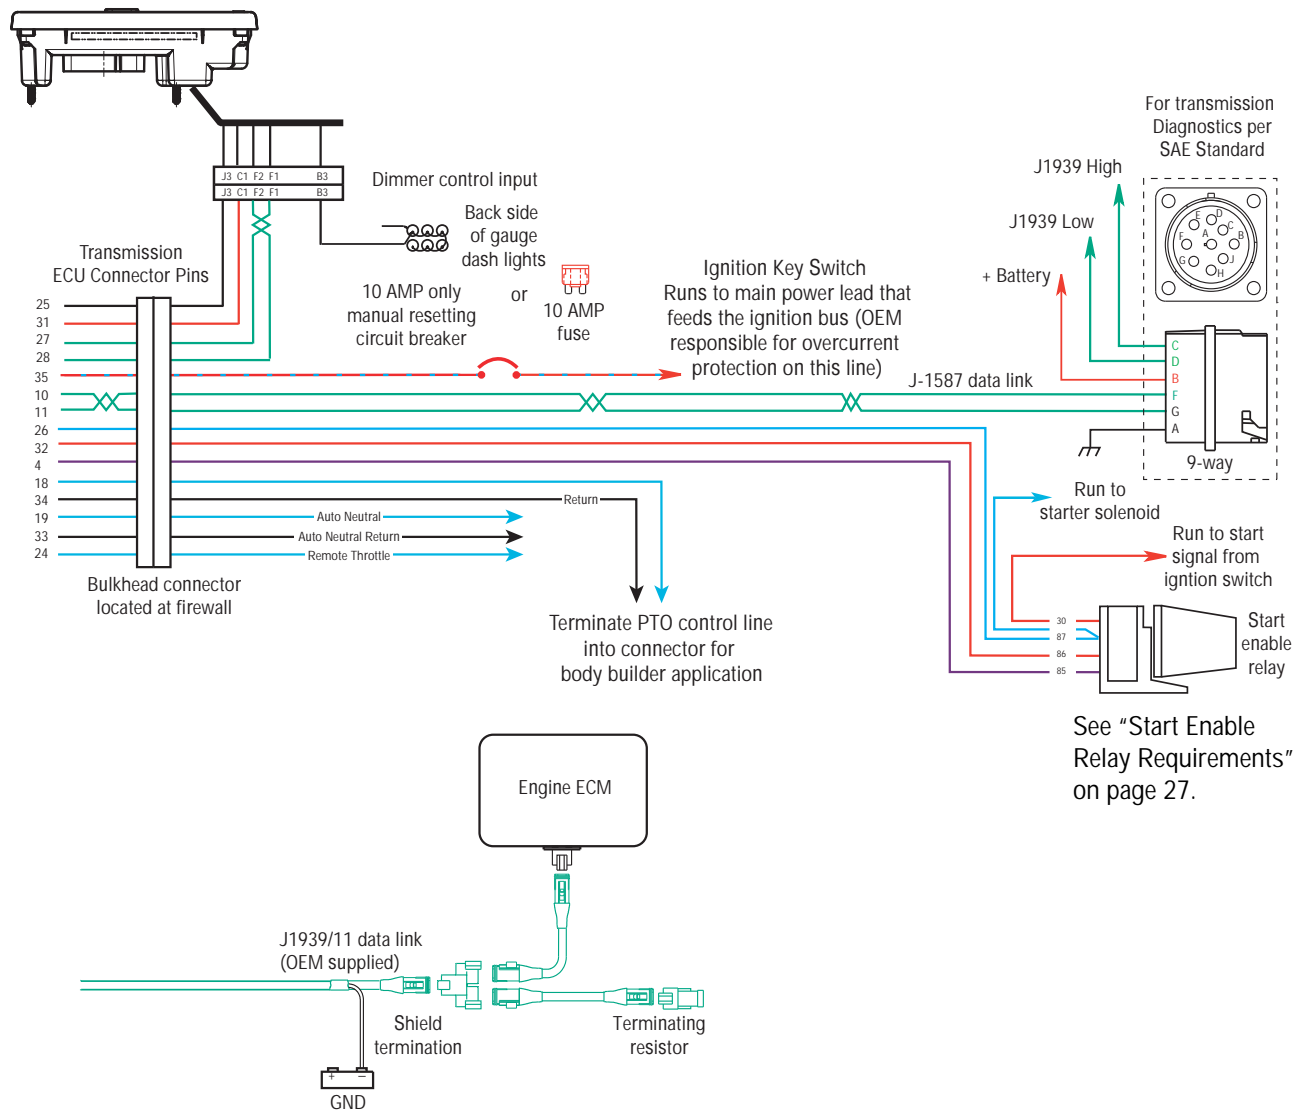 J3 C1 F2 F1 B3
J3 C1 F2 F1 B3
Dimmer control input
Back side
of gauge
dash lights
or
10 AMP only
manual resetting
circuit breaker
10 AMP
fuse
Transmission
ECU Connector Pins
25
31
27
28
35
10
11
26
32
4
18
34
19
33
24
Bulkhead connector
located at firewall
Ignition Key Switch
Runs to main power lead that
feeds the ignition bus (OEM
responsible for overcurrent
protection on this line)
J-1587 data link
Return
Auto Neutral
Auto Neutral Return
Remote Throttle
Terminate PTO control line
into connector for
body builder application
For transmission
Diagnostics per
SAE Standard
J1939 High
J1939 Low
+ Battery
E
D
C
F
A
B
G
J
H
C
D
B
F
G
A
9-way
Run to
starter solenoid
Run to start
signal from
igntion switch
30
87
86
85
Start
enable
relay
See “Start Enable
Relay Requirements”
on page 27.
Engine ECM
J1939/11 data link
(OEM supplied)
Shield
termination
Terminating
resistor
+ −
GND